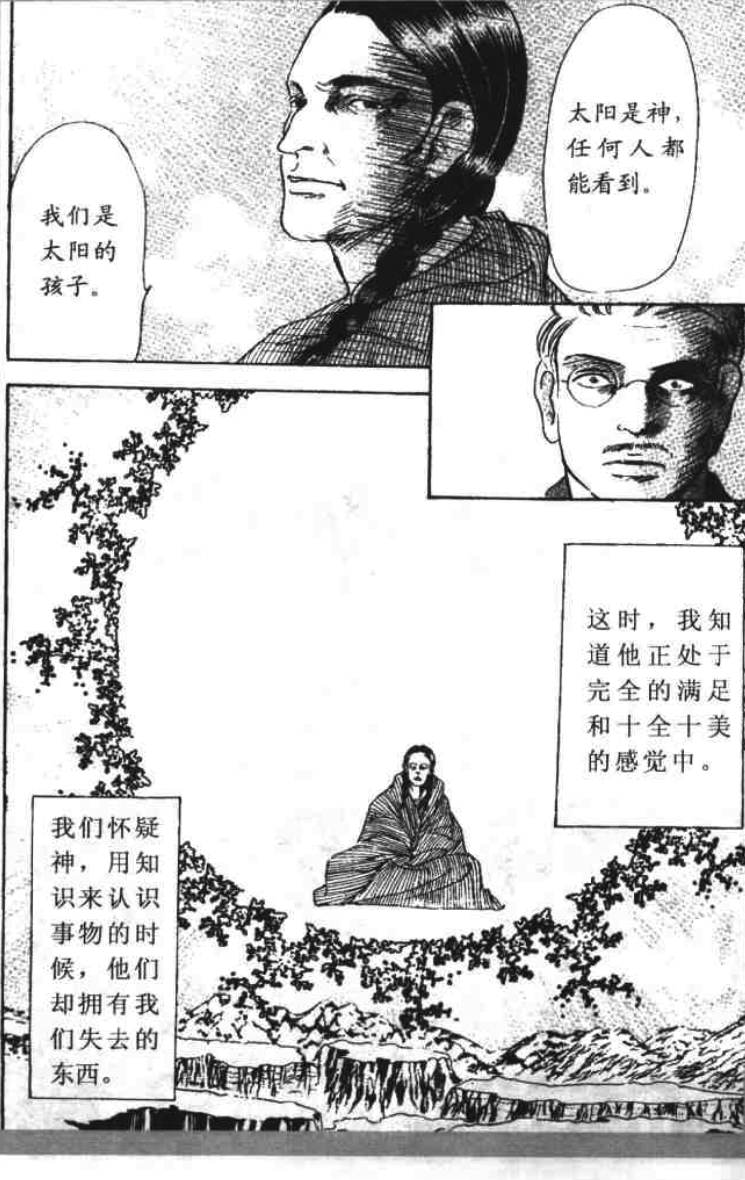 太阳是神，
任何人都
能看到。
我们是
太阳的
孩子。
这时，我知
道他正处于
完全的满足
和十全十美
的感觉中。
我们怀疑
神，用知
识来认识
事物的时
候，他们
却拥有我
们失去的
东西。